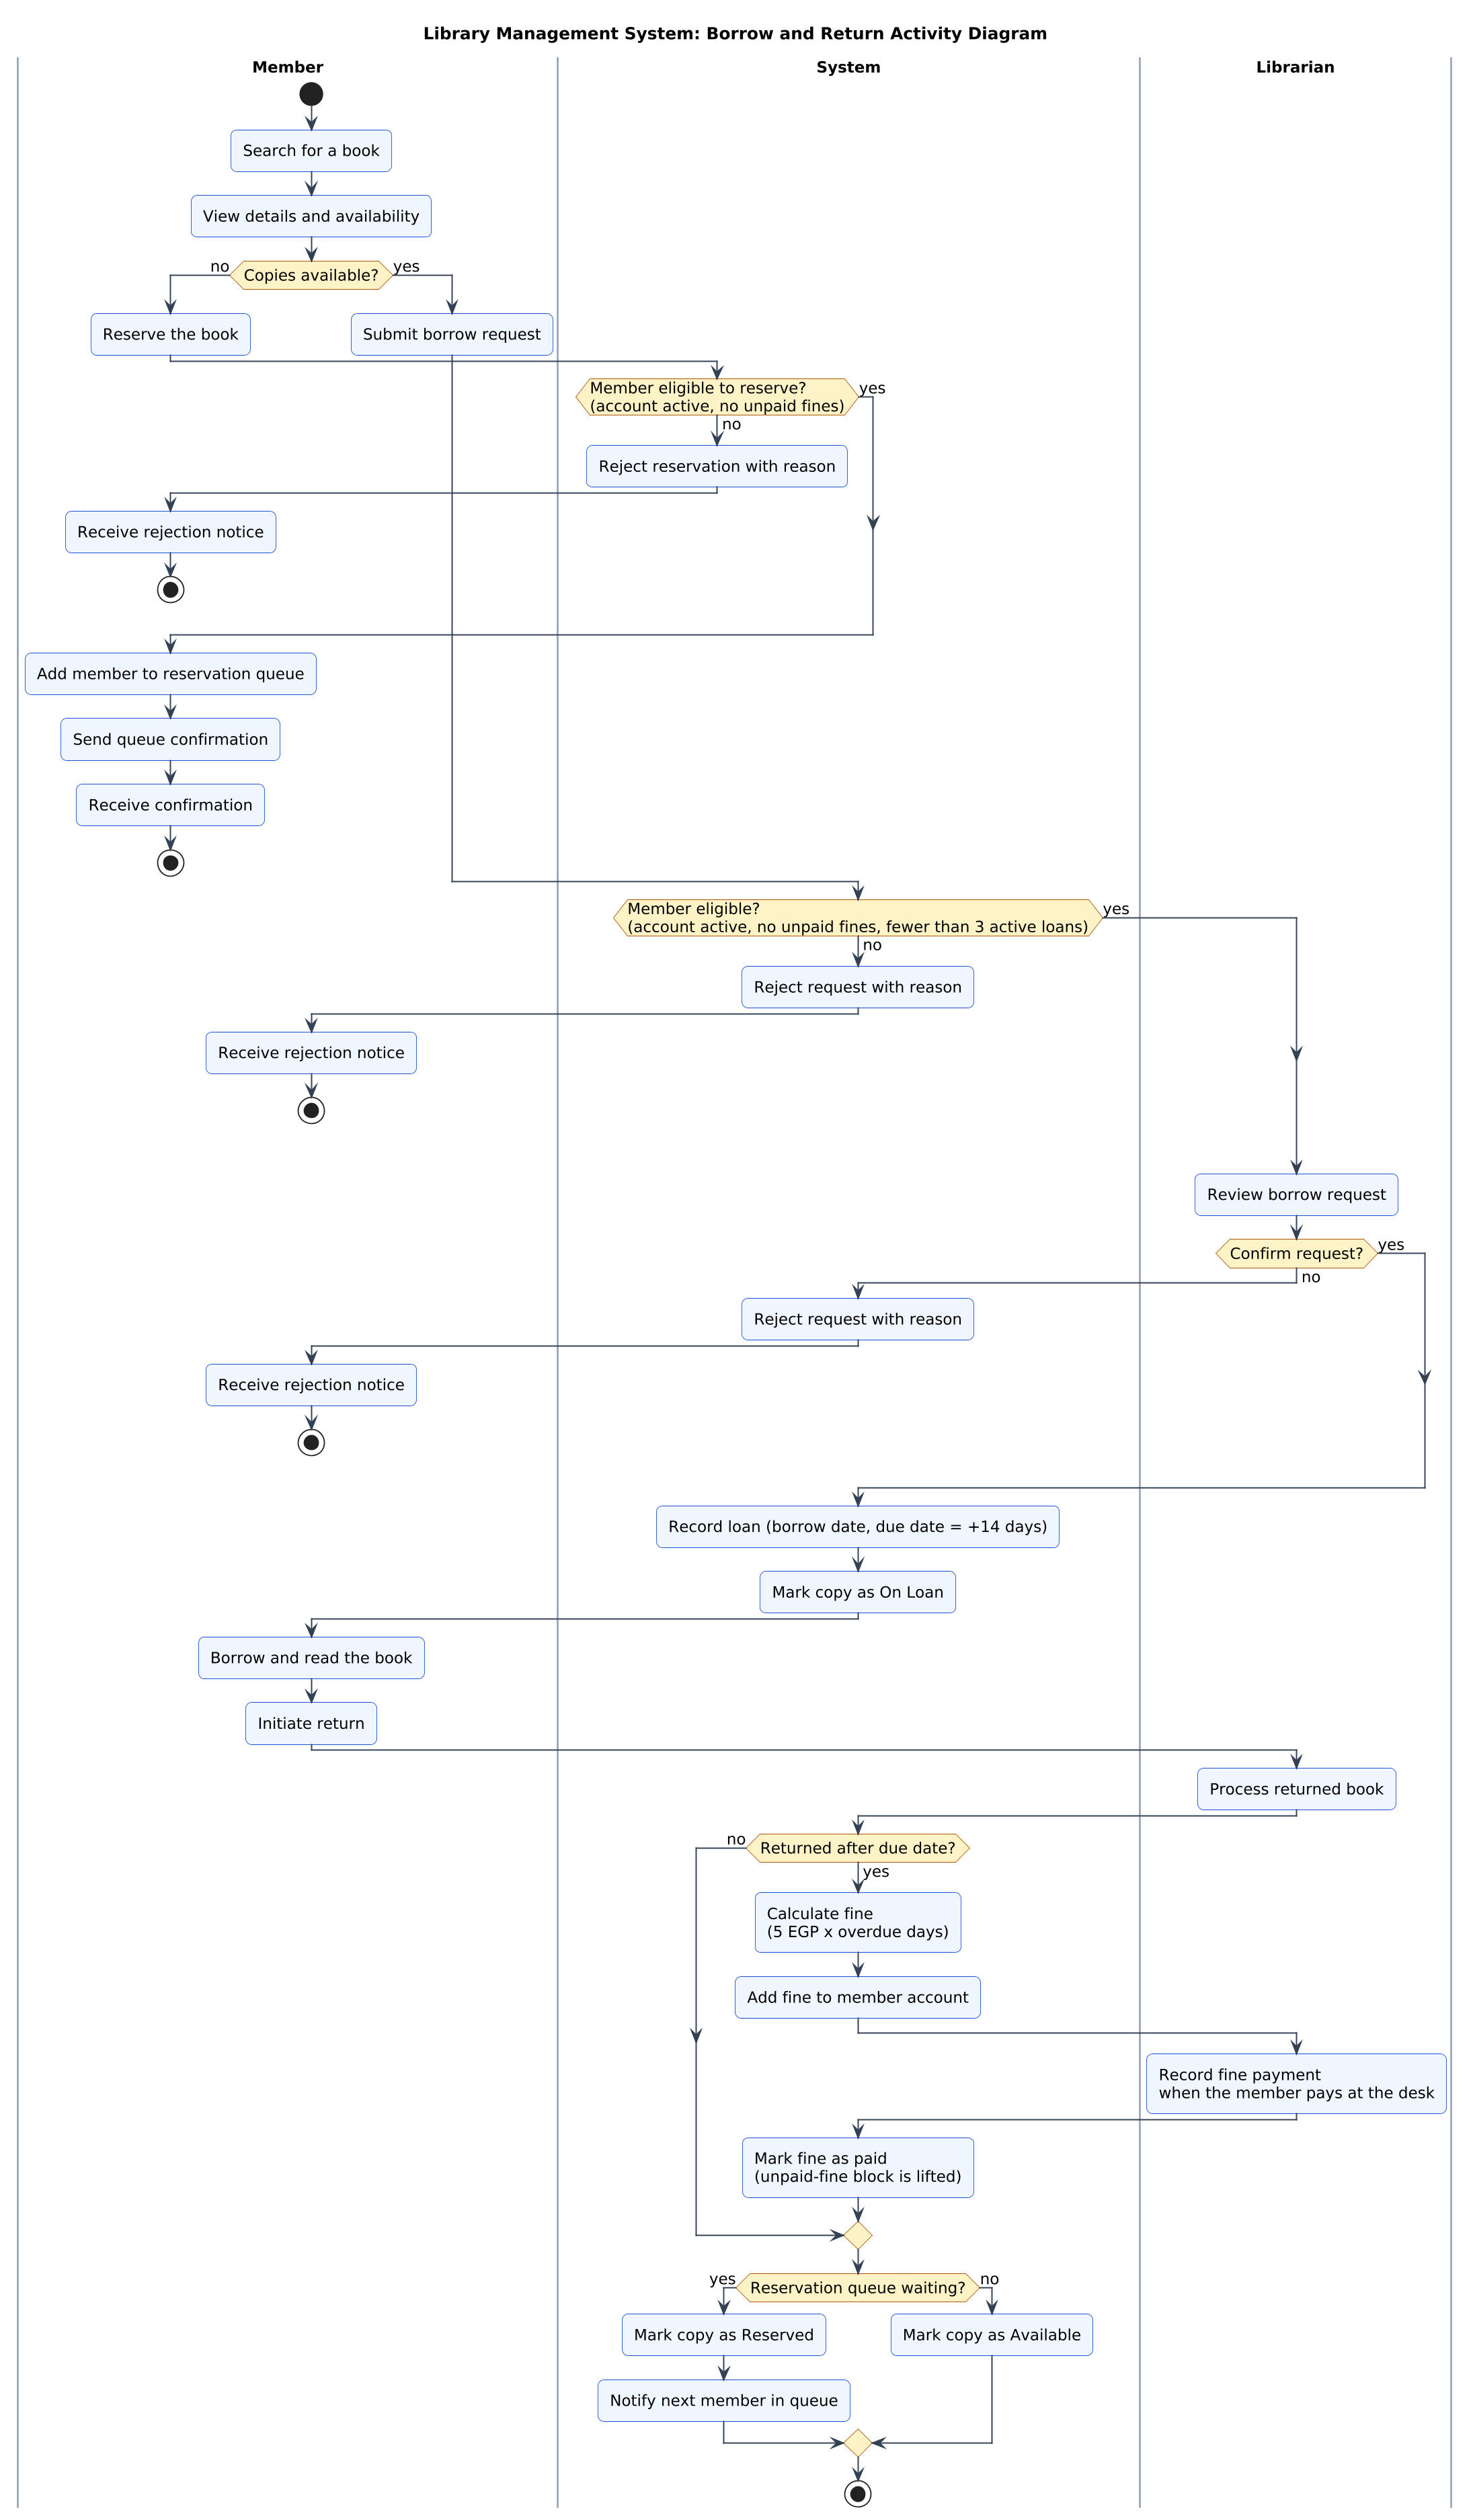 Library Management System: Borrow and Return Activity Diagram
Member
System
Librarian
Search for a book
View details and availability
no
Copies available?
yes
Reserve the book
Submit borrow request
Member eligible to reserve?
(account active, no unpaid fines)
yes
no
Reject reservation with reason
Receive rejection notice
Add member to reservation queue
Send queue confirmation
Receive confirmation
Member eligible?
(account active, no unpaid fines, fewer than 3 active loans)
yes
no
Reject request with reason
Receive rejection notice
Review borrow request
Confirm request?
yes
no
Reject request with reason
Receive rejection notice
Record loan (borrow date, due date = +14 days)
Mark copy as On Loan
Borrow and read the book
Initiate return
Process returned book
no
Returned after due date?
yes
Calculate fine
(5 EGP x overdue days)
Add fine to member account
Record fine payment
when the member pays at the desk
Mark fine as paid
(unpaid-fine block is lifted)
yes
Reservation queue waiting?
no
Mark copy as Reserved
Mark copy as Available
Notify next member in queue